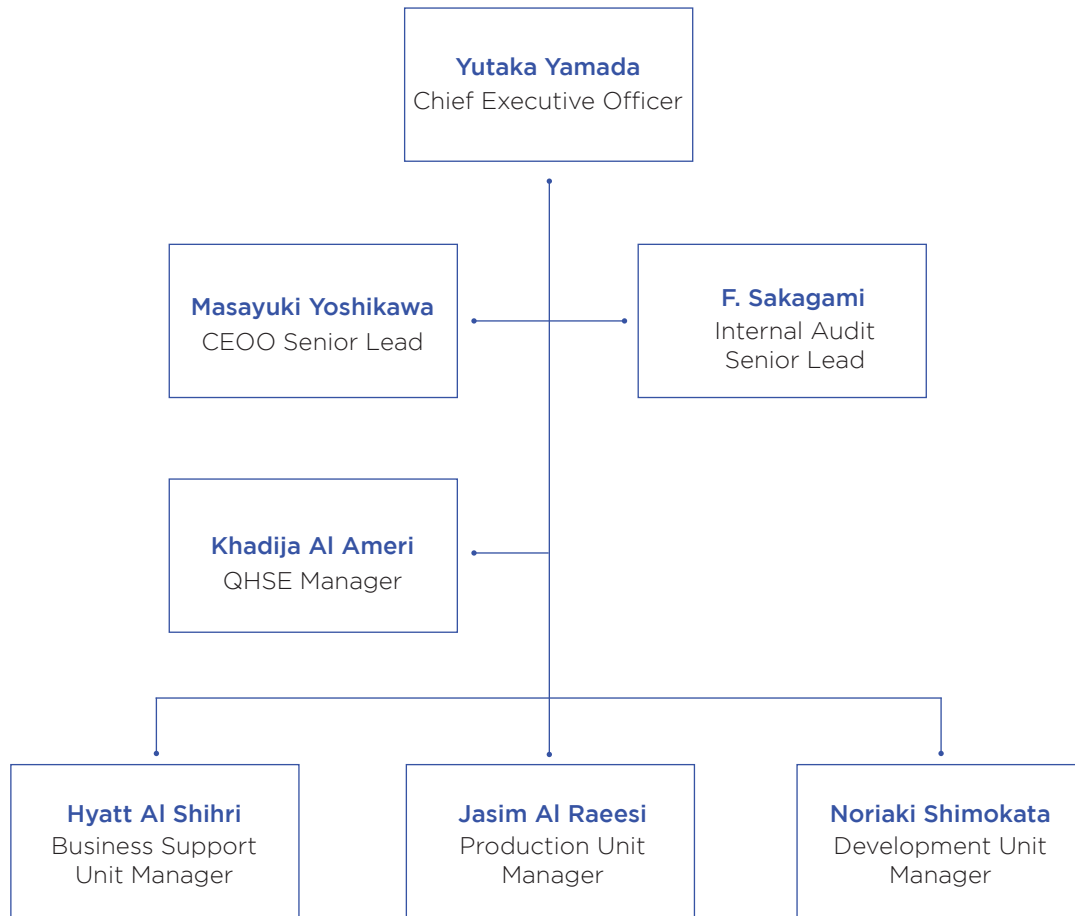 Yutaka Yamada
Chief Executive Officer
Masayuki Yoshikawa
CEOO Senior Lead
F. Sakagami
Internal Audit
Senior Lead
Khadija Al Ameri
QHSE Manager
Hyatt Al Shihri
Business Support
Unit Manager
Jasim Al Raeesi
Production Unit
Manager
Noriaki Shimokata
Development Unit
Manager